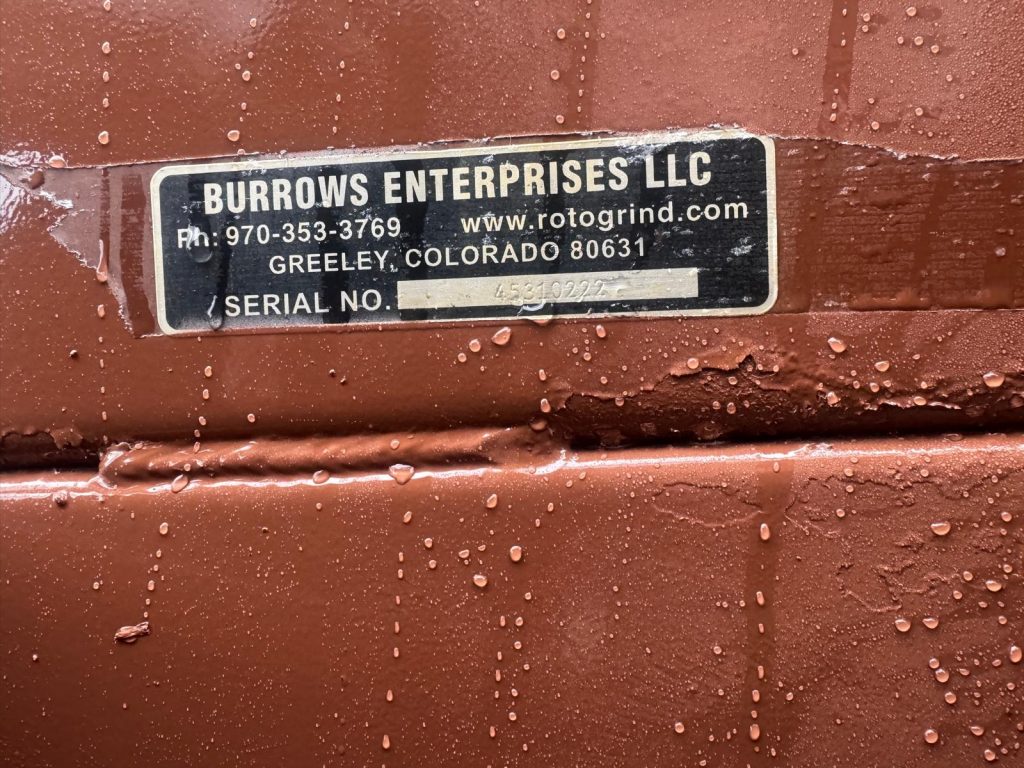 BURROWS ENTERPRISES LLC
Ph: 970-353-3769 www.rotogrind.com
GREELEY, COLORADO 80631
SERIAL NO. 45310222